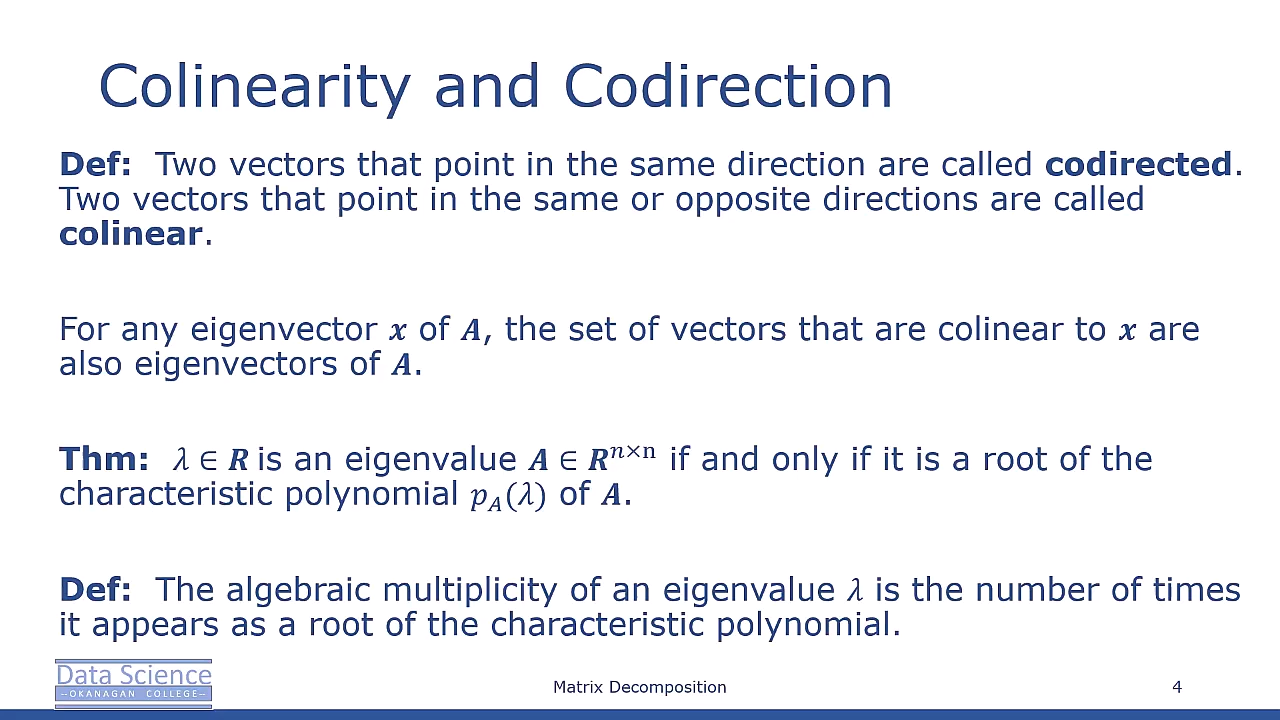 Colinearity and Codirection
Def: Two vectors that point in the same direction are called codirected.
Two vectors that point in the same or opposite directions are called
colinear.
For any eigenvector 𝒙 of 𝑨, the set of vectors that are colinear to 𝒙 are
also eigenvectors of 𝑨.
Thm: 𝜆 ∈ 𝑹 is an eigenvalue 𝑨 ∈ 𝑹^{𝑛×n} if and only if it is a root of the
characteristic polynomial 𝑝_𝐴(𝜆) of 𝑨.
Def: The algebraic multiplicity of an eigenvalue 𝜆 is the number of times
it appears as a root of the characteristic polynomial.
Data Science
—OKANAGAN COLLEGE—
Matrix Decomposition
4